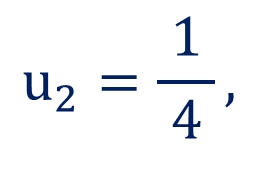 u₂ = 1/4,